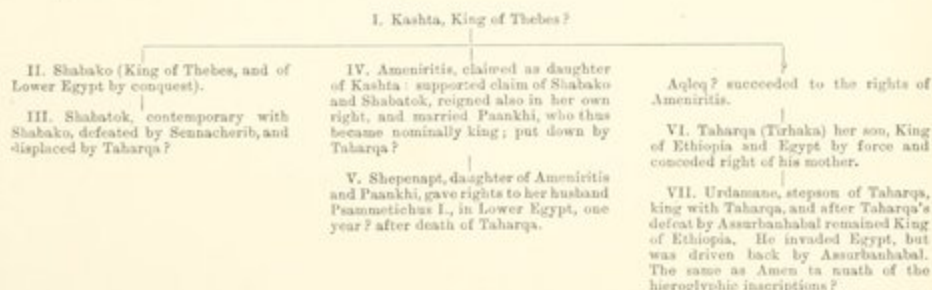 I. Kashta, King of Thebes?
II. Shabako (King of Thebes, and of
Lower Egypt by conquest).
III. Shabatok, contemporary with
Shabako, defeated by Sennacherib, and
displaced by Taharqa?
IV. Ameniritis, claimed as daughter
of Kashta: supported claim of Shabako
and Shabatok, reigned also in her own
right, and married Paankhi, who thus
became nominally king; put down by
Taharqa?
V. Shepenapt, daughter of Ameniritis
and Paankhi, gave rights to her husband
Psammetichus I., in Lower Egypt, one
year? after death of Taharqa.
Aqleq? succeeded to the rights of
Ameniritis.
VI. Taharqa (Tirhaka) her son, King
of Ethiopia and Egypt by force and
conceded right of his mother.
VII. Urdamane, stepson of Taharqa,
king with Taharqa, and after Taharqa's
defeat by Assurbanhabal remained King
of Ethiopia. He invaded Egypt, but
was driven back by Assurbanhabal.
The same as Amen ta nuath of the
hieroglyphic inscriptions?